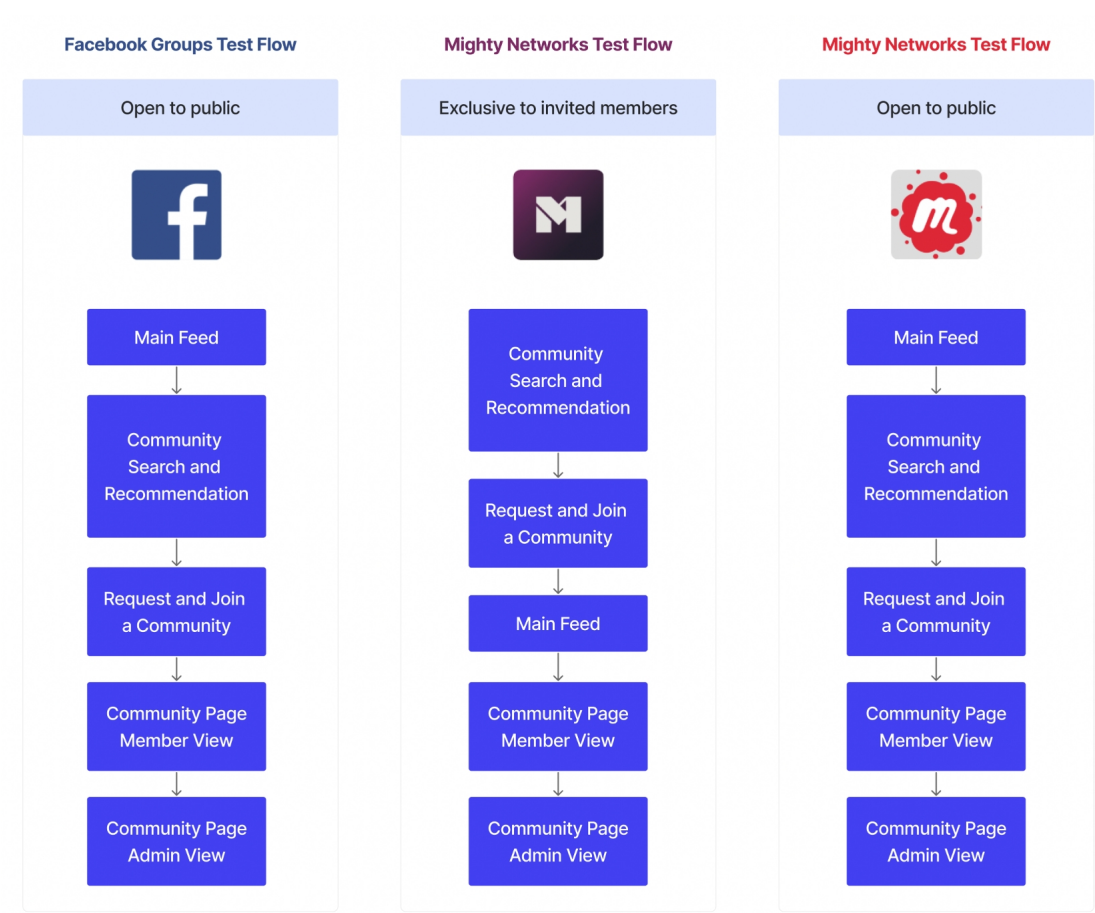 Facebook Groups Test Flow
Open to public
f
Main Feed
Community
Search and
Recommendation
Request and Join
a Community
Community Page
Member View
Community Page
Admin View
Mighty Networks Test Flow
Exclusive to invited members
M
Community
Search and
Recommendation
Request and Join
a Community
Main Feed
Community Page
Member View
Community Page
Admin View
Mighty Networks Test Flow
Open to public
m
Main Feed
Community
Search and
Recommendation
Request and Join
a Community
Community Page
Member View
Community Page
Admin View